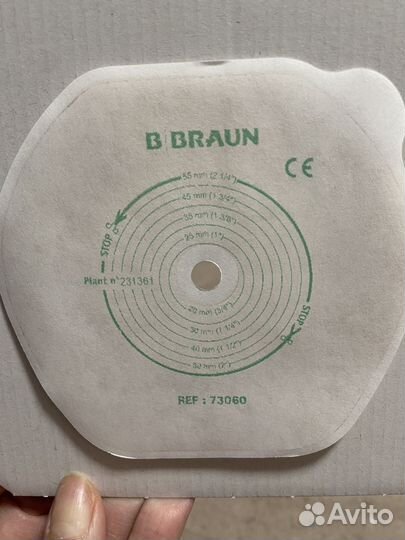 B BRAUN
CE
55 mm (2 1/4")
45 mm (1 3/4")
35 mm (1 3/8")
25 mm (1")
STOP
Plant n° 231361
20 mm (3/4")
30 mm (1 1/4")
40 mm (1 1/2")
50 mm (2")
STOP
REF : 73060
Avito